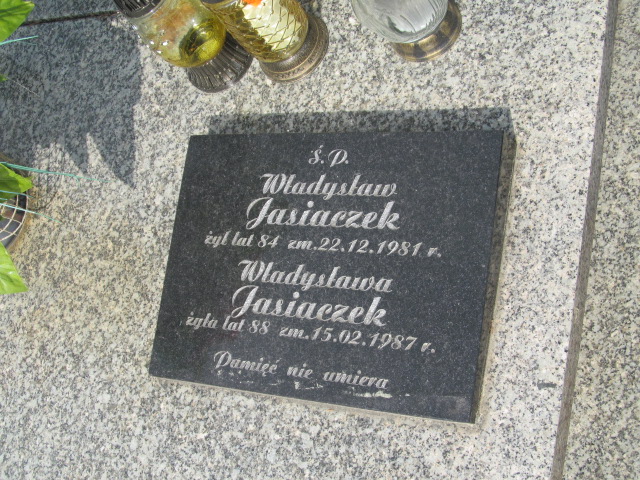 Ś. P.
Władysław
Jasiaczek
żył lat 84 zm. 22.12.1981 r.
Władysława
Jasiaczek
żyła lat 88 zm. 15.02.1987 r.
Pamięć nie umiera